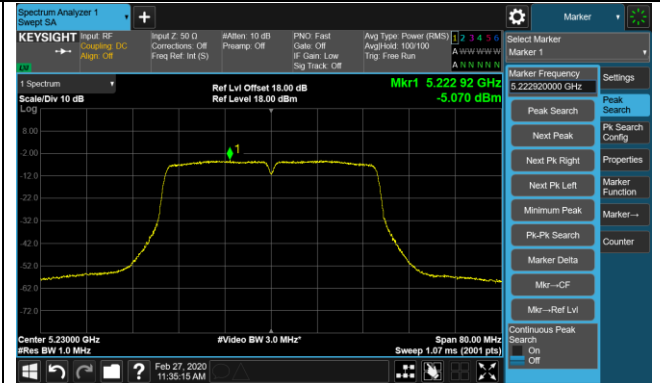 Spectrum Analyzer 1
Swept SA
+
Marker
KEYSIGHT
Input: RF
Coupling: DC
Align: Off
Input Z: 50 Ω
Corrections: Off
Freq Ref: Int (S)
#Atten: 10 dB
Preamp: Off
PNO: Fast
Gate: Off
IF Gain: Low
Sig Track: Off
Avg Type: Power (RMS)
Avg|Hold: 100/100
Trig: Free Run
1 2 3 4 5 6
A W W W W W
A N N N N N
Select Marker
Marker 1
1 Spectrum
Scale/Div 10 dB
Log
Ref Lvl Offset 18.00 dB
Ref Level 18.00 dBm
Mkr1 5.222 92 GHz
-5.070 dBm
8.00
-2.00
-12.0
-22.0
-32.0
-42.0
-52.0
-62.0
-72.0
1
Center 5.23000 GHz
#Res BW 1.0 MHz
#Video BW 3.0 MHz*
Span 80.00 MHz
Sweep 1.07 ms (2001 pts)
Marker Frequency
5.222920000 GHz
Peak Search
Next Peak
Next Pk Right
Next Pk Left
Minimum Peak
Pk-Pk Search
Marker Delta
Mkr→CF
Mkr→Ref Lvl
Continuous Peak
Search
On
Off
Settings
Peak
Search
Pk Search
Config
Properties
Marker
Function
Marker→
Counter
?
Feb 27, 2020
11:35:15 AM